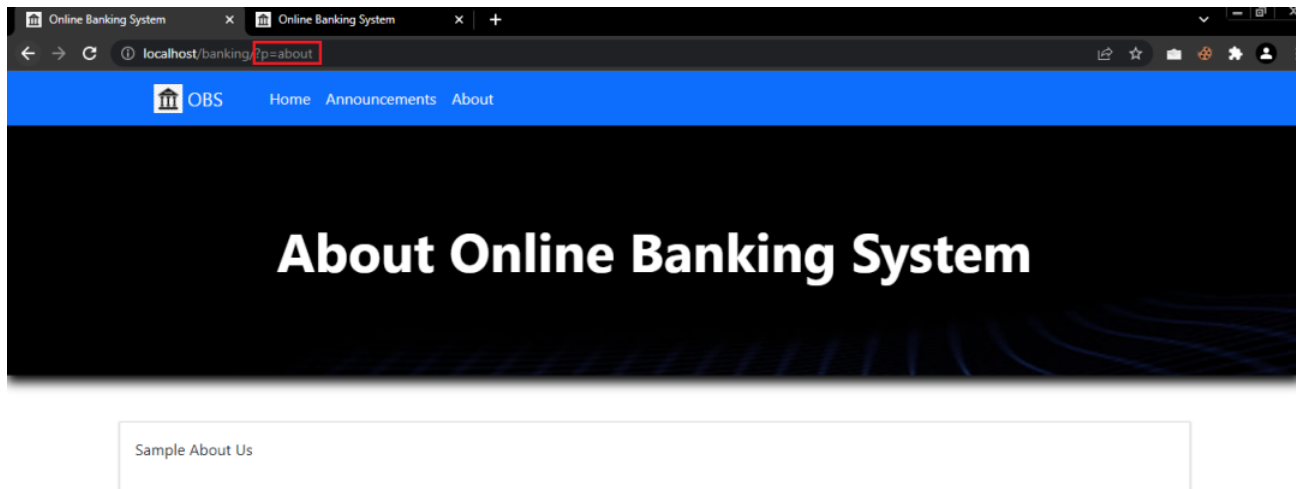 Online Banking System
Online Banking System
localhost/banking/?p=about
OBS Home Announcements About
About Online Banking System
Sample About Us